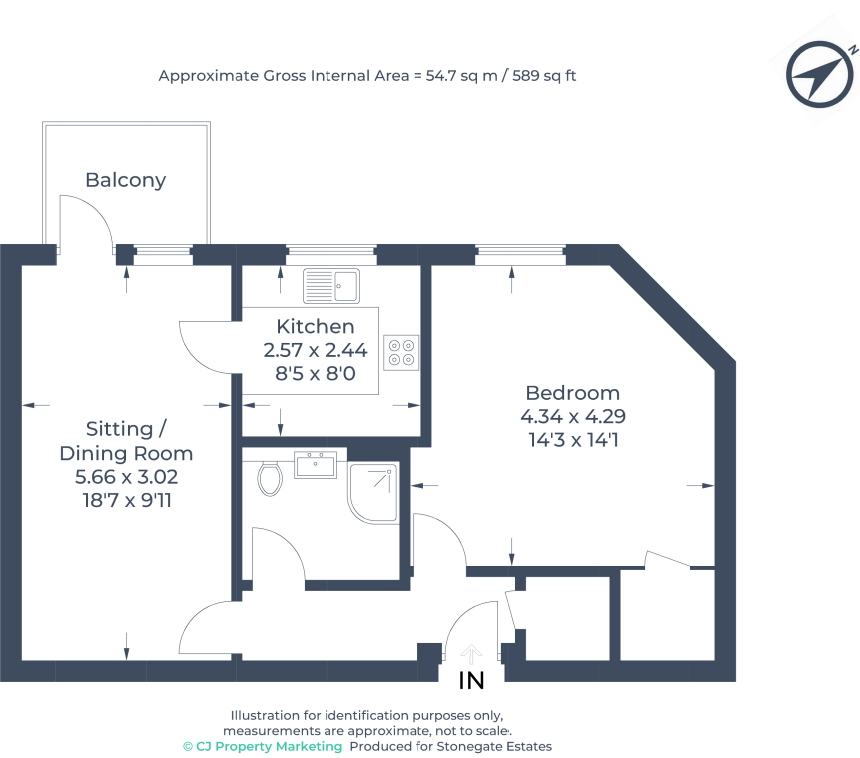 Approximate Gross Internal Area = 54.7 sq m / 589 sq ft
N
Balcony
Kitchen
2.57 x 2.44
8'5 x 8'0
Bedroom
4.34 x 4.29
14'3 x 14'1
Sitting /
Dining Room
5.66 x 3.02
18'7 x 9'11
IN
Illustration for identification purposes only,
measurements are approximate, not to scale.
© CJ Property Marketing Produced for Stonegate Estates